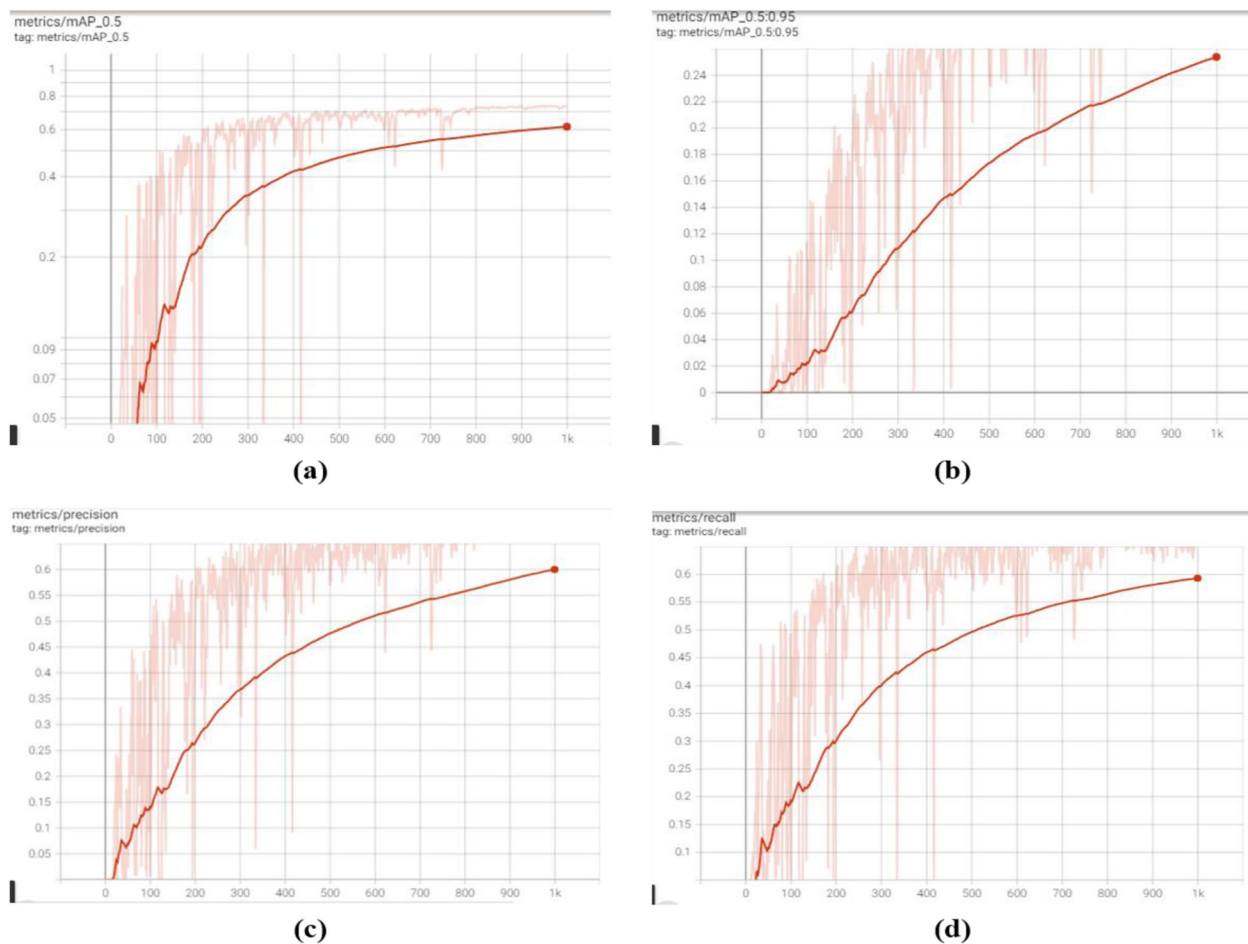 metrics/mAP_0.5
tag: metrics/mAP_0.5
1
0.8
0.6
0.4
0.2
0.09
0.07
0.05
0 100 200 300 400 500 600 700 800 900 1k
(a)
metrics/mAP_0.5:0.95
tag: metrics/mAP_0.5:0.95
0.24
0.22
0.2
0.18
0.16
0.14
0.12
0.1
0.08
0.06
0.04
0.02
0
0 100 200 300 400 500 600 700 800 900 1k
(b)
metrics/precision
tag: metrics/precision
0.6
0.55
0.5
0.45
0.4
0.35
0.3
0.25
0.2
0.15
0.1
0.05
0 100 200 300 400 500 600 700 800 900 1k
(c)
metrics/recall
tag: metrics/recall
0.6
0.55
0.5
0.45
0.4
0.35
0.3
0.25
0.2
0.15
0.1
0 100 200 300 400 500 600 700 800 900 1k
(d)